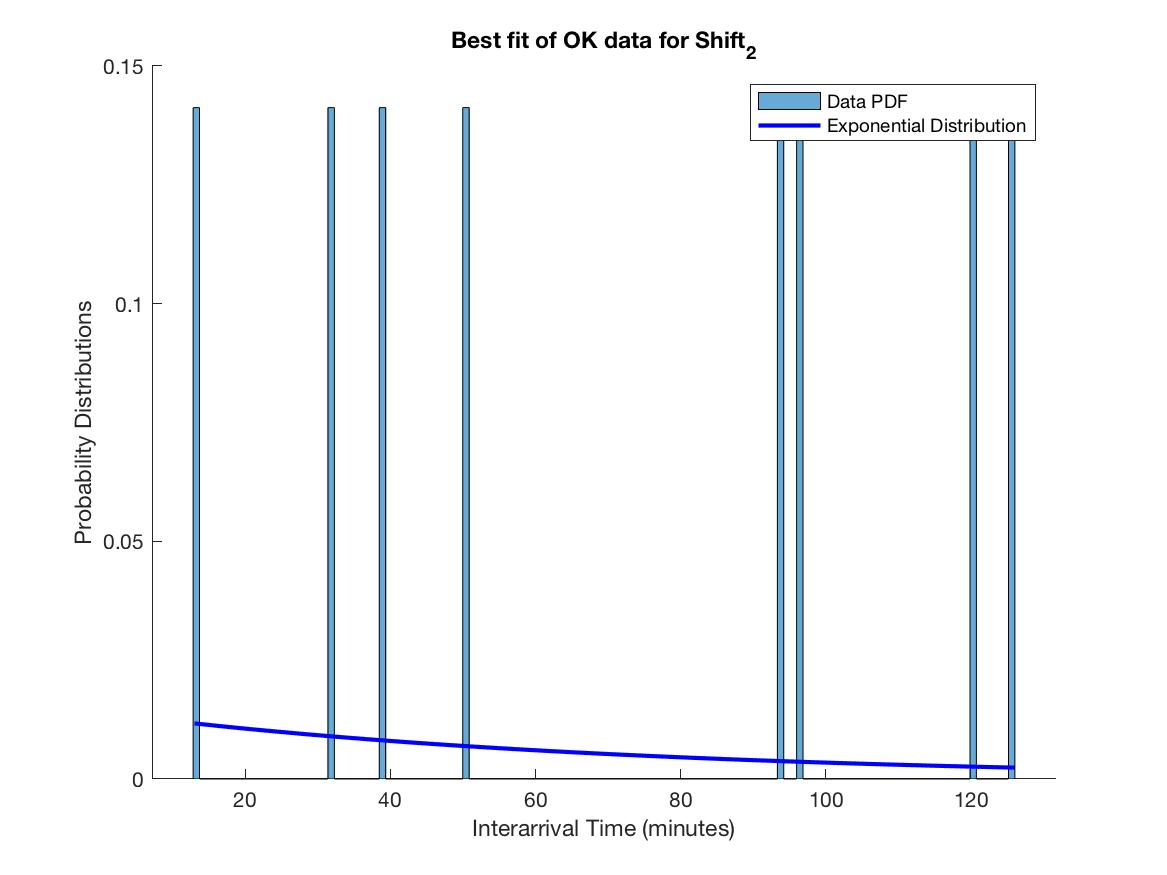 Best fit of OK data for Shift2
0.15
0.1
0.05
0
Probability Distributions
Data PDF
Exponential Distribution
20 40 60 80 100 120
Interarrival Time (minutes)